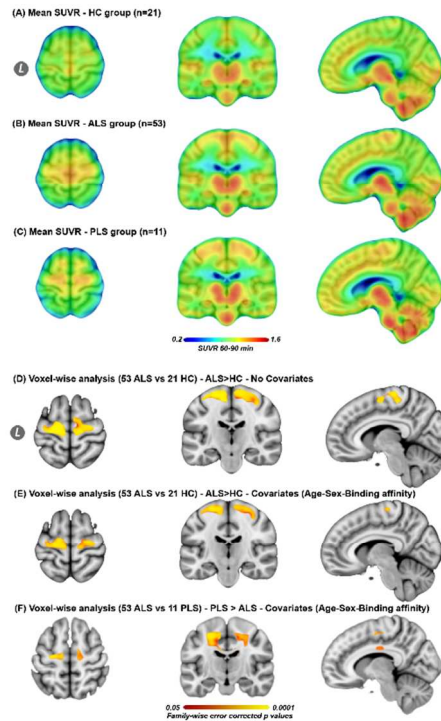 (A) Mean SUVR - HC group (n=21)
L
(B) Mean SUVR - ALS group (n=53)
(C) Mean SUVR - PLS group (n=11)
0.2 1.6
SUVR 60-90 min
(D) Voxel-wise analysis (53 ALS vs 21 HC) - ALS>HC - No Covariates
L
(E) Voxel-wise analysis (53 ALS vs 21 HC) - ALS>HC - Covariates (Age-Sex-Binding affinity)
(F) Voxel-wise analysis (53 ALS vs 11 PLS) - PLS > ALS - Covariates (Age-Sex-Binding affinity)
0.05 0.0001
Family-wise error corrected p values